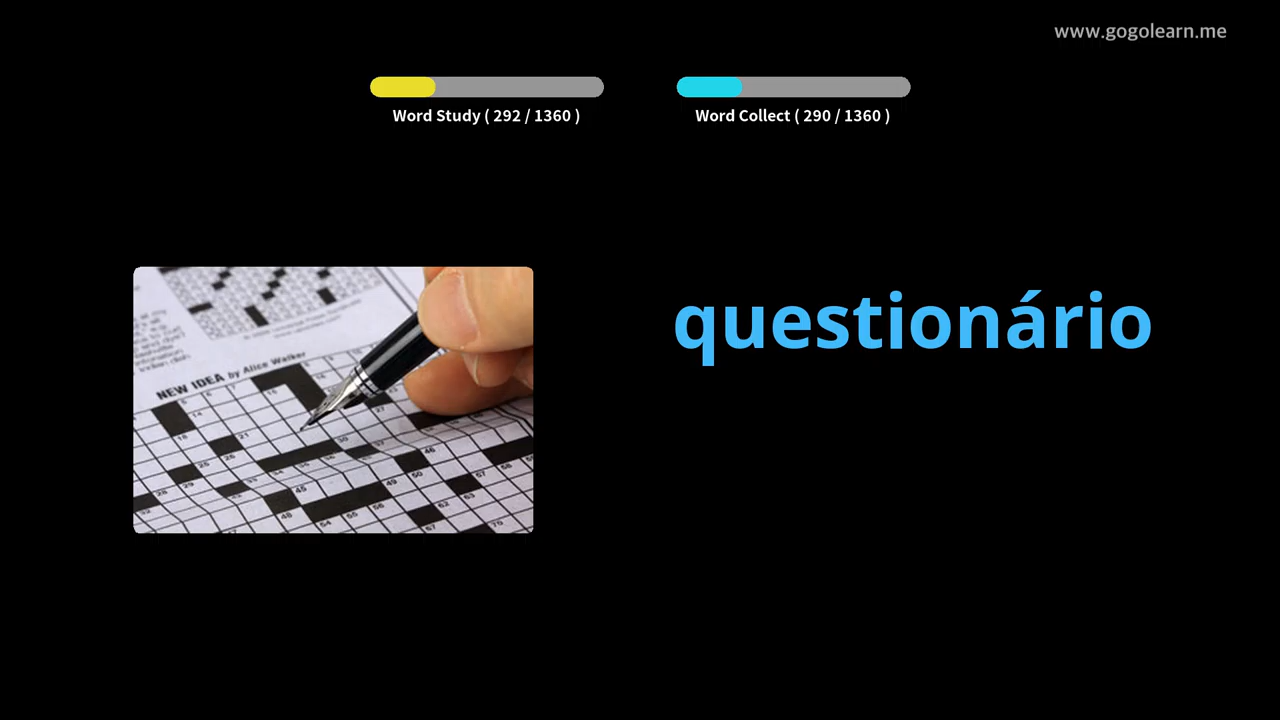 www.gogolearn.me
Word Study ( 292 / 1360 )
Word Collect ( 290 / 1360 )
questionário
NEW IDEA by Alice Walker